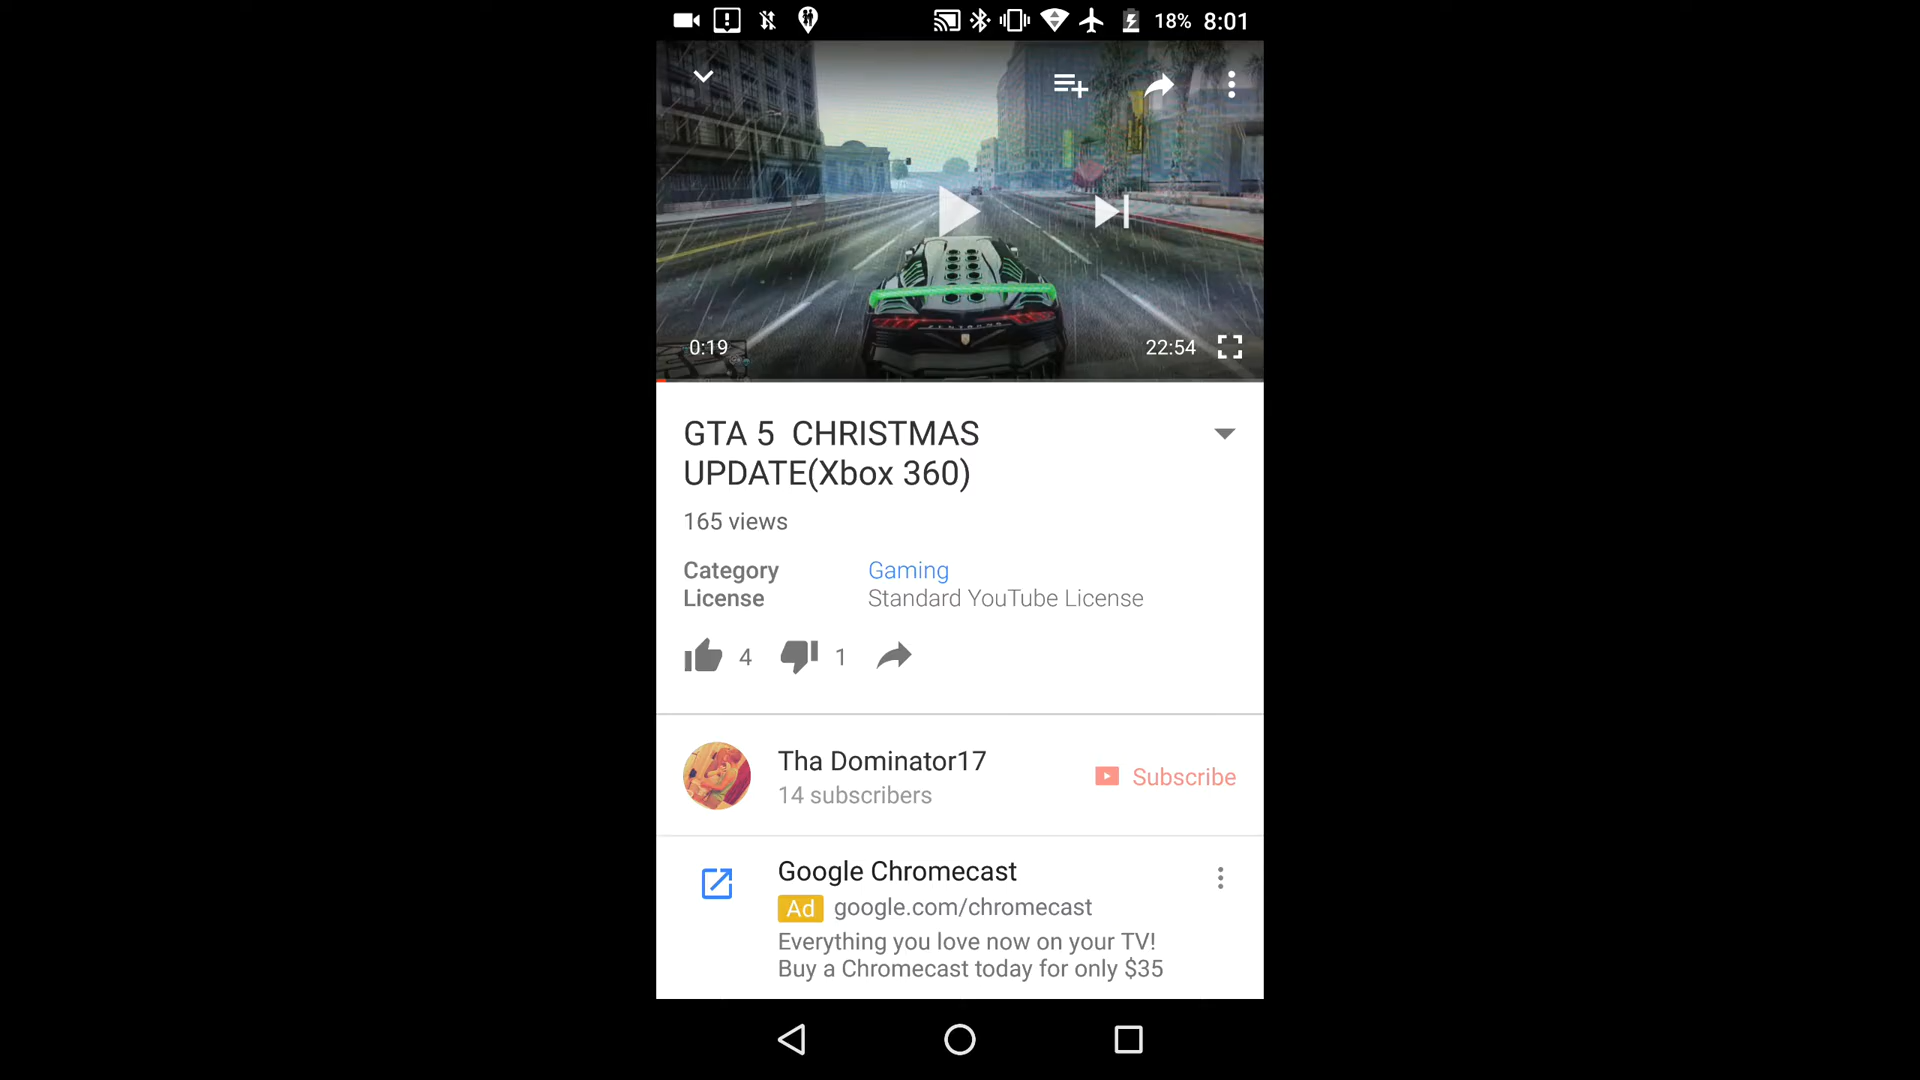 18% 8:01
0:19 22:54
GTA 5 CHRISTMAS
UPDATE(Xbox 360)
165 views
Category Gaming
License Standard YouTube License
4 1
Tha Dominator17
14 subscribers
Subscribe
Google Chromecast
Ad google.com/chromecast
Everything you love now on your TV!
Buy a Chromecast today for only $35